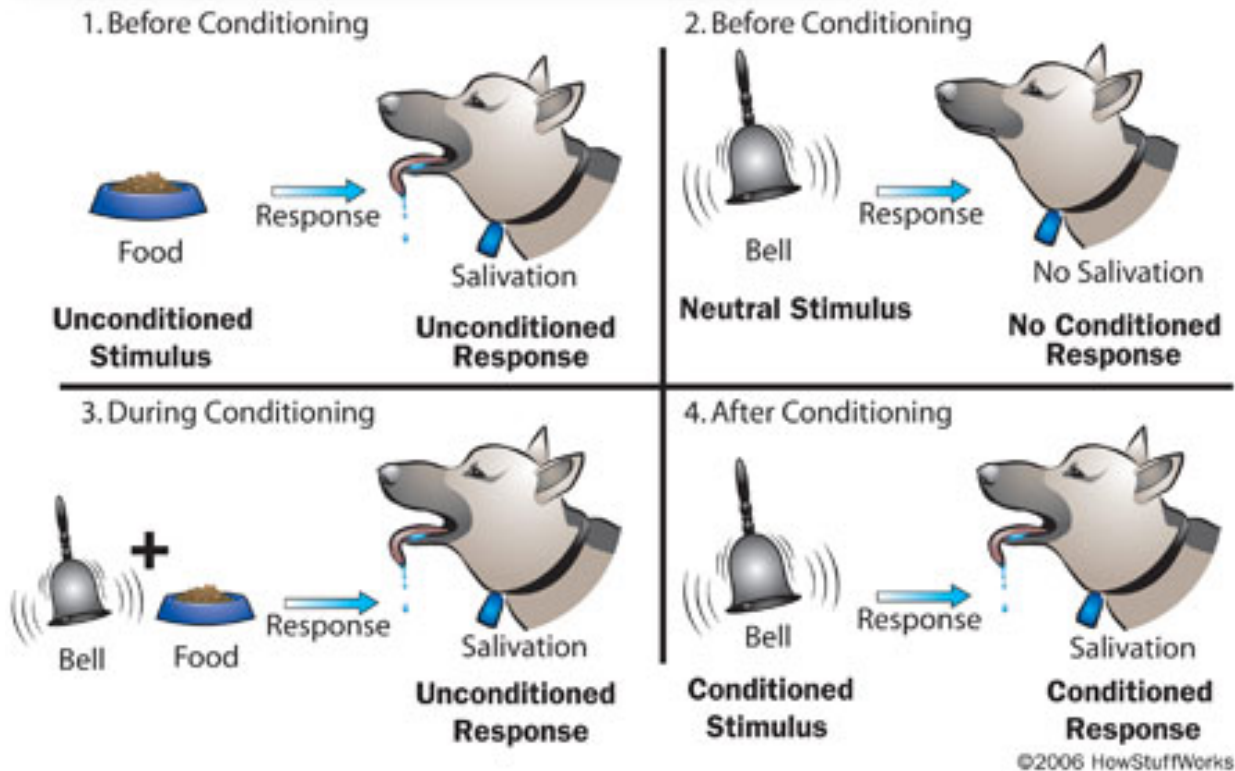 1. Before Conditioning
Response
Food
Salivation
Unconditioned
Stimulus
Unconditioned
Response
2. Before Conditioning
Response
Bell
No Salivation
Neutral Stimulus
No Conditioned
Response
3. During Conditioning
+
Response
Bell
Food
Salivation
Unconditioned
Response
4. After Conditioning
Response
Bell
Salivation
Conditioned
Stimulus
Conditioned
Response
©2006 HowStuffWorks